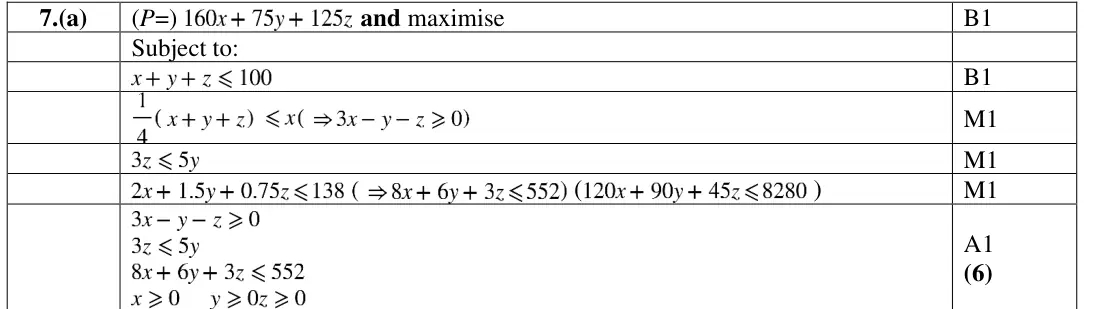 7.(a) (P=) 160x + 75y + 125z and maximise B1
Subject to:
x + y + z ⩽ 100 B1
1/4 ( x + y + z) ⩽ x ( ⇒ 3x − y − z ⩾ 0) M1
3z ⩽ 5y M1
2x + 1.5y + 0.75z ⩽ 138 ( ⇒ 8x + 6y + 3z ⩽ 552) (120x + 90y + 45z ⩽ 8280 ) M1
3x − y − z ⩾ 0
3z ⩽ 5y A1
8x + 6y + 3z ⩽ 552 (6)
x ⩾ 0 y ⩾ 0z ⩾ 0